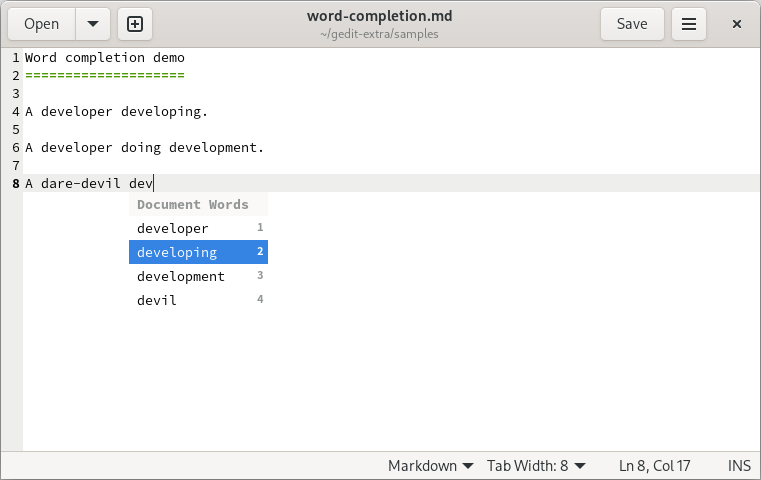 Open
word-completion.md
~/gedit-extra/samples
Save
1 Word completion demo
2 ====================
3
4 A developer developing.
5
6 A developer doing development.
7
8 A dare-devil dev
Document Words
developer 1
developing 2
development 3
devil 4
Markdown Tab Width: 8 Ln 8, Col 17 INS